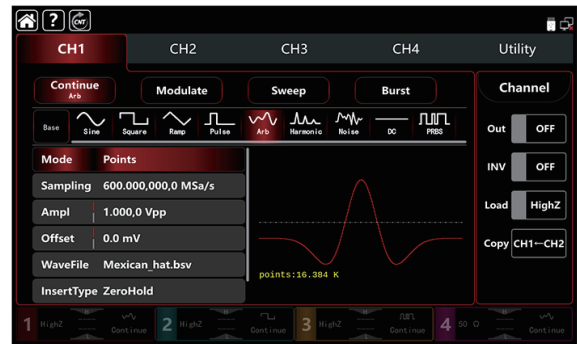 ? CNT
CH1 CH2 CH3 CH4 Utility
Continue
Arb
Modulate Sweep Burst
Channel
Base Sine Square Ramp Pulse Arb Harmonic Noise DC PRBS
Out OFF
Mode Points
INV OFF
Sampling 600.000,000,0 MSa/s
Load HighZ
Ampl 1.000,0 Vpp
Offset 0.0 mV
Copy CH1←CH2
WaveFile Mexican_hat.bsv
points:16.384 K
InsertType ZeroHold
1 HighZ Continue 2 HighZ Continue 3 HighZ Continue 4 50 Ω Continue